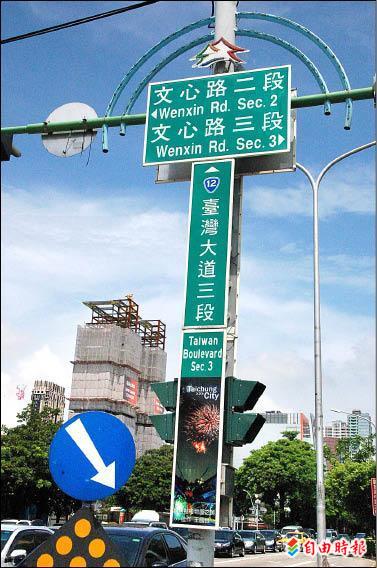 文心路二段
◀Wenxin Rd. Sec. 2
文心路三段
Wenxin Rd. Sec. 3▶
12
臺灣大道三段
Taiwan
Boulevard
Sec.3
Taichung
City
自由時報